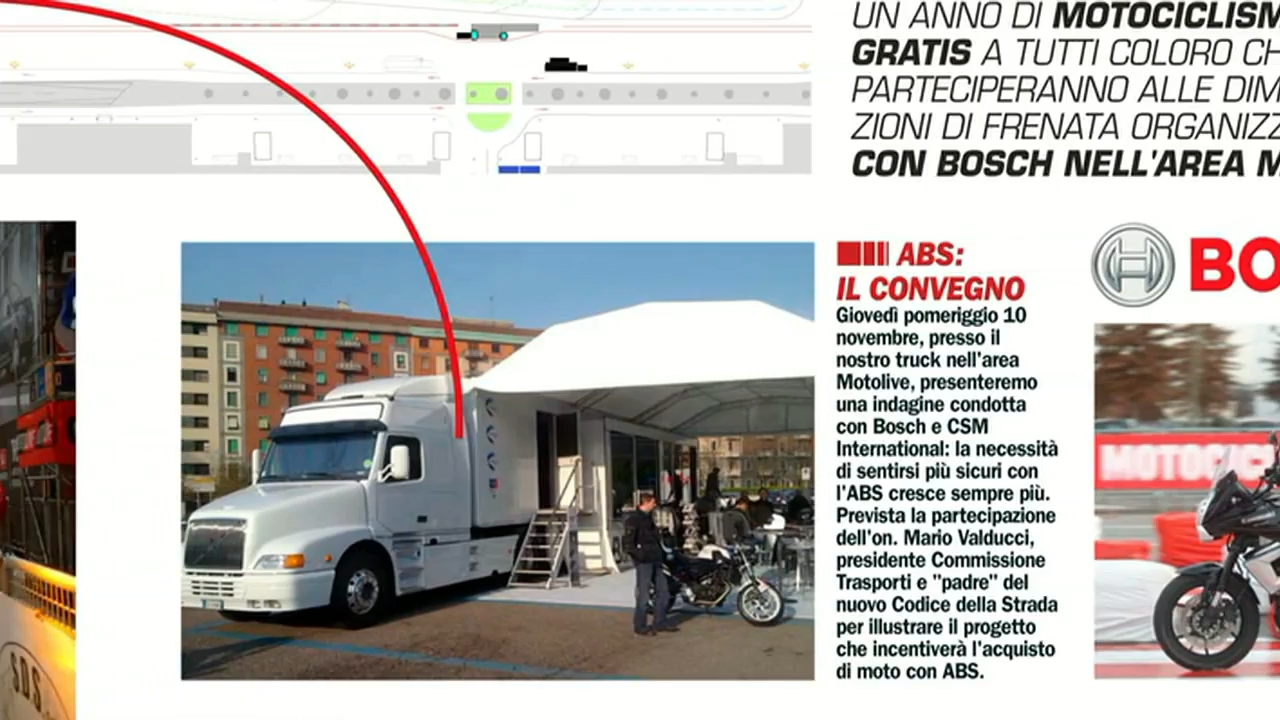 UN ANNO DI MOTOCICLISM
GRATIS A TUTTI COLORO CH
PARTECIPERANNO ALLE DIM
ZIONI DI FRENATA ORGANIZZ
CON BOSCH NELL'AREA M
ABS:
IL CONVEGNO
Giovedì pomeriggio 10
novembre, presso il
nostro truck nell'area
Motolive, presenteremo
una indagine condotta
con Bosch e CSM
International: la necessità
di sentirsi più sicuri con
l'ABS cresce sempre più.
Prevista la partecipazione
dell'on. Mario Valducci,
presidente Commissione
Trasporti e "padre" del
nuovo Codice della Strada
per illustrare il progetto
che incentiverà l'acquisto
di moto con ABS.
BO
MOTOCICL
S.D.S.